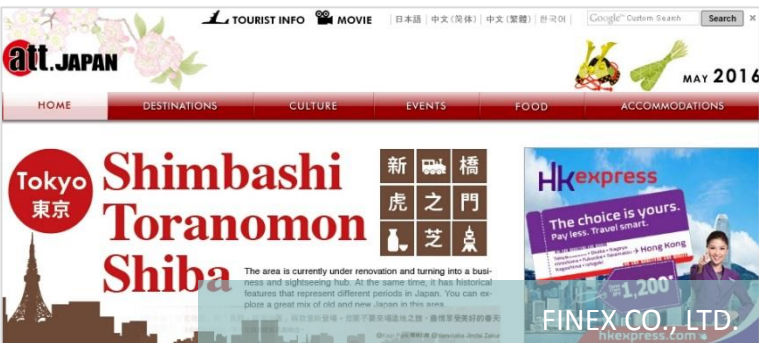 TOURIST INFO MOVIE 日本語 中文(简体) 中文(繁體) 한국어 Google™ Custom Search Search ×
att.JAPAN
MAY 2016
HOME DESTINATIONS CULTURE EVENTS FOOD ACCOMMODATIONS
Tokyo
東京
Shimbashi
Toranomon
Shiba
新 橋
虎 之 門
芝
The area is currently under renovation and turning into a busi-
ness and sightseeing hub. At the same time, it has historical
features that represent different periods in Japan. You can ex-
plore a great mix of old and new Japan in this area.
HK express
The choice is yours.
Pay less. Travel smart.
Hong Kong
1,200
FINEX CO., LTD.
hkexpress.com